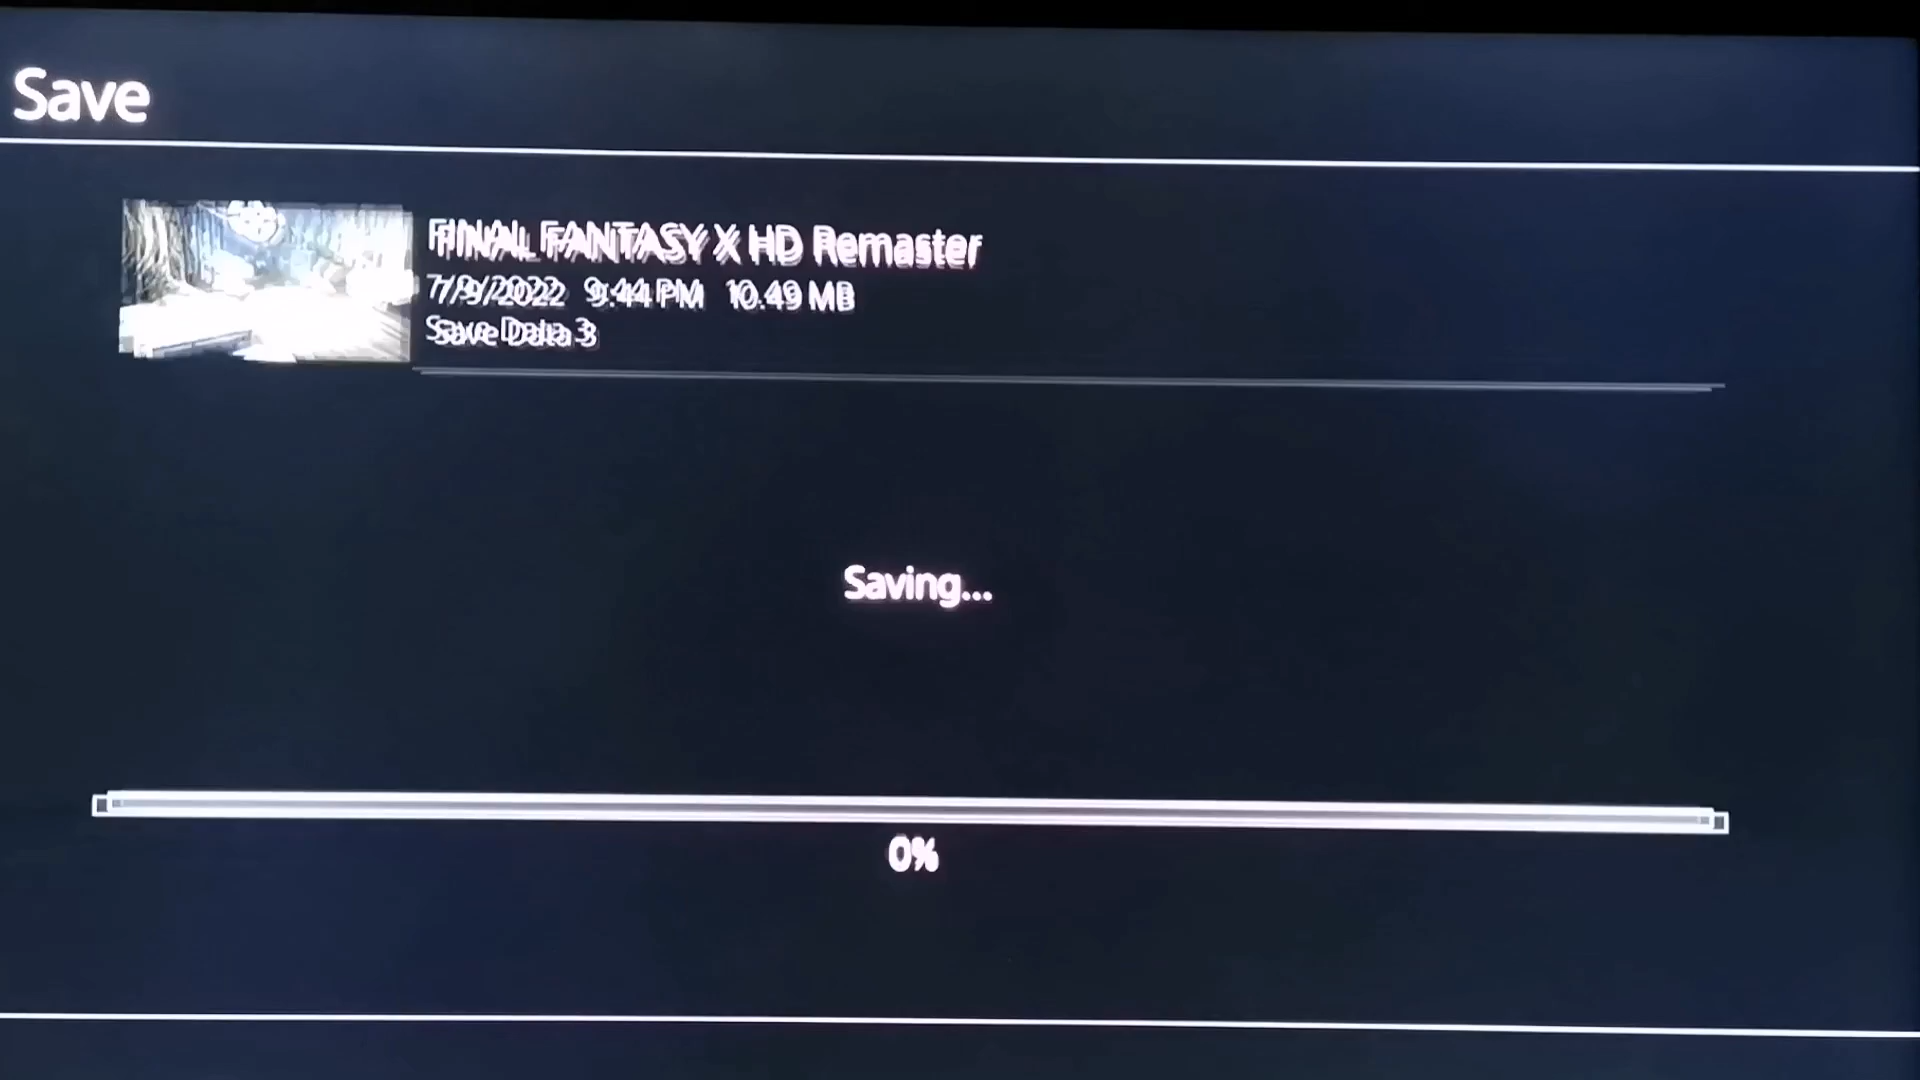 Save
FINAL FANTASY X HD Remaster
7/9/2022 9:44 PM 10.49 MB
Save Data 3
Saving...
0%